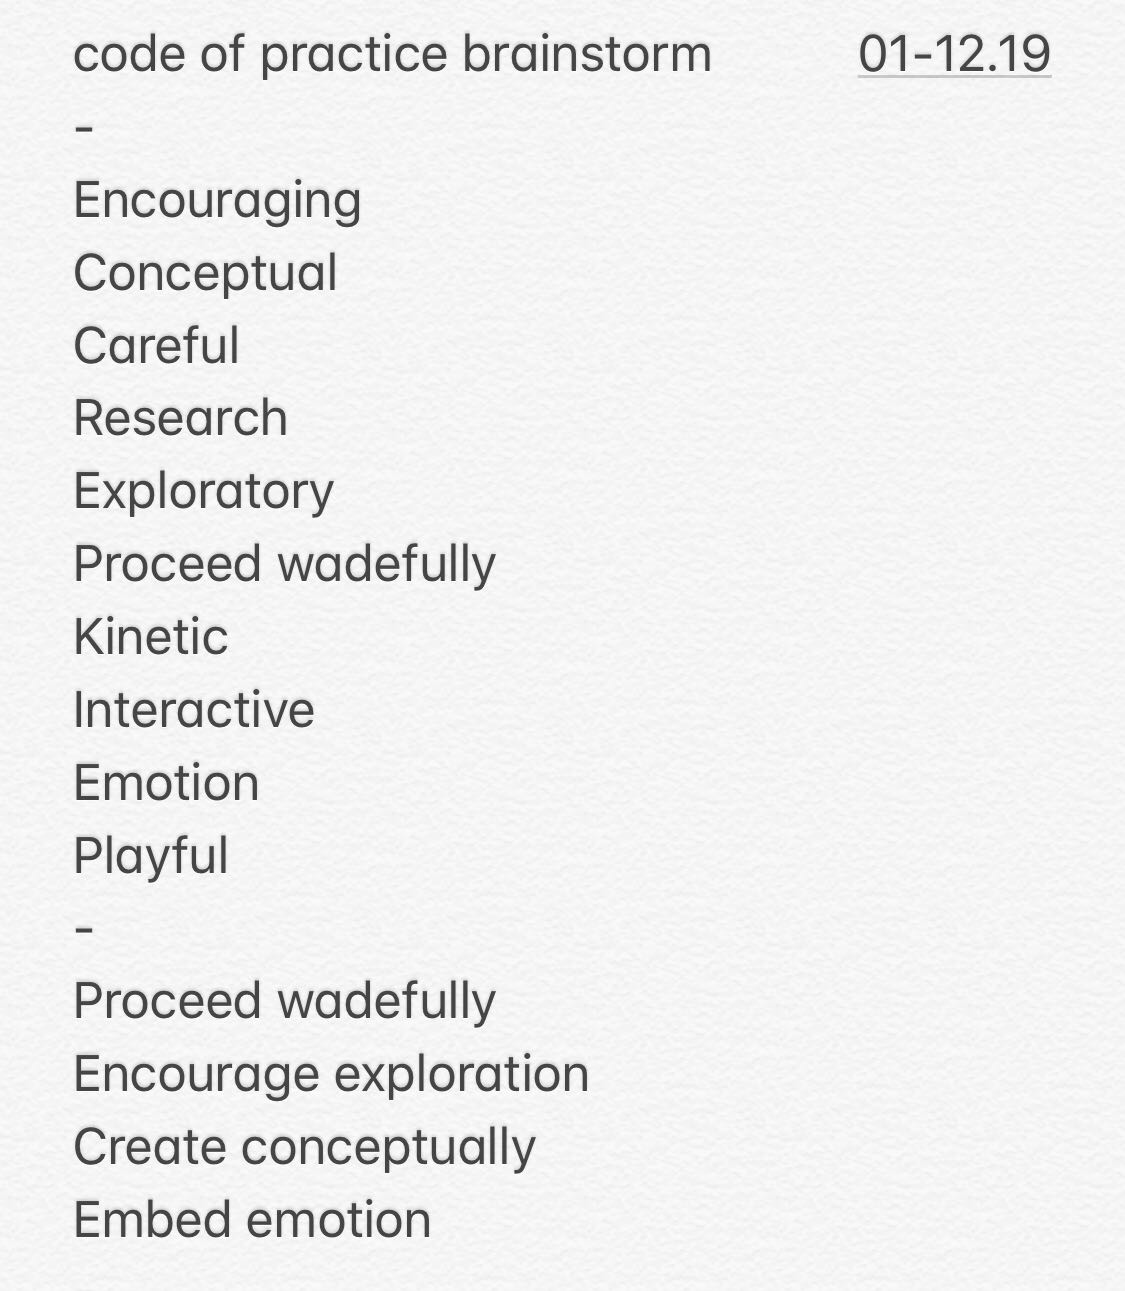 code of practice brainstorm 01-12.19
-
Encouraging
Conceptual
Careful
Research
Exploratory
Proceed wadefully
Kinetic
Interactive
Emotion
Playful
-
Proceed wadefully
Encourage exploration
Create conceptually
Embed emotion